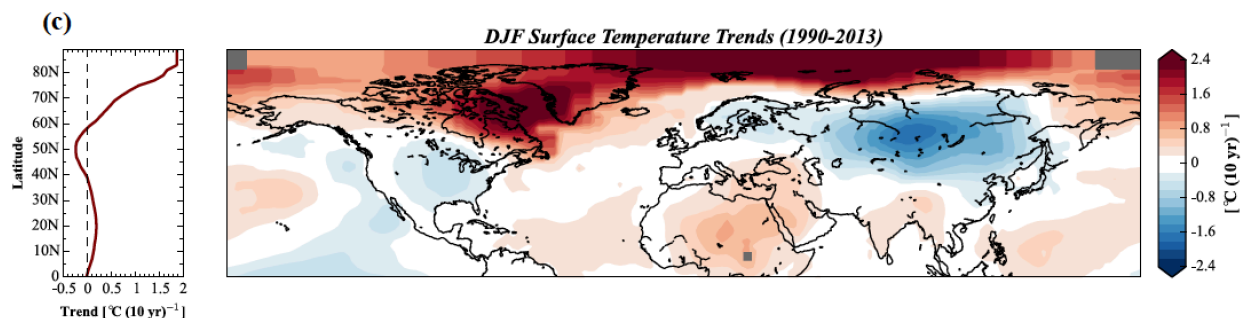 (c)
DJF Surface Temperature Trends (1990-2013)
80N
70N
60N
50N
40N
30N
20N
10N
0
Latitude
-0.5 0 0.5 1 1.5 2
Trend [°C (10 yr)⁻¹]
2.4
1.6
0.8
0
-0.8
-1.6
-2.4
[°C (10 yr)⁻¹]